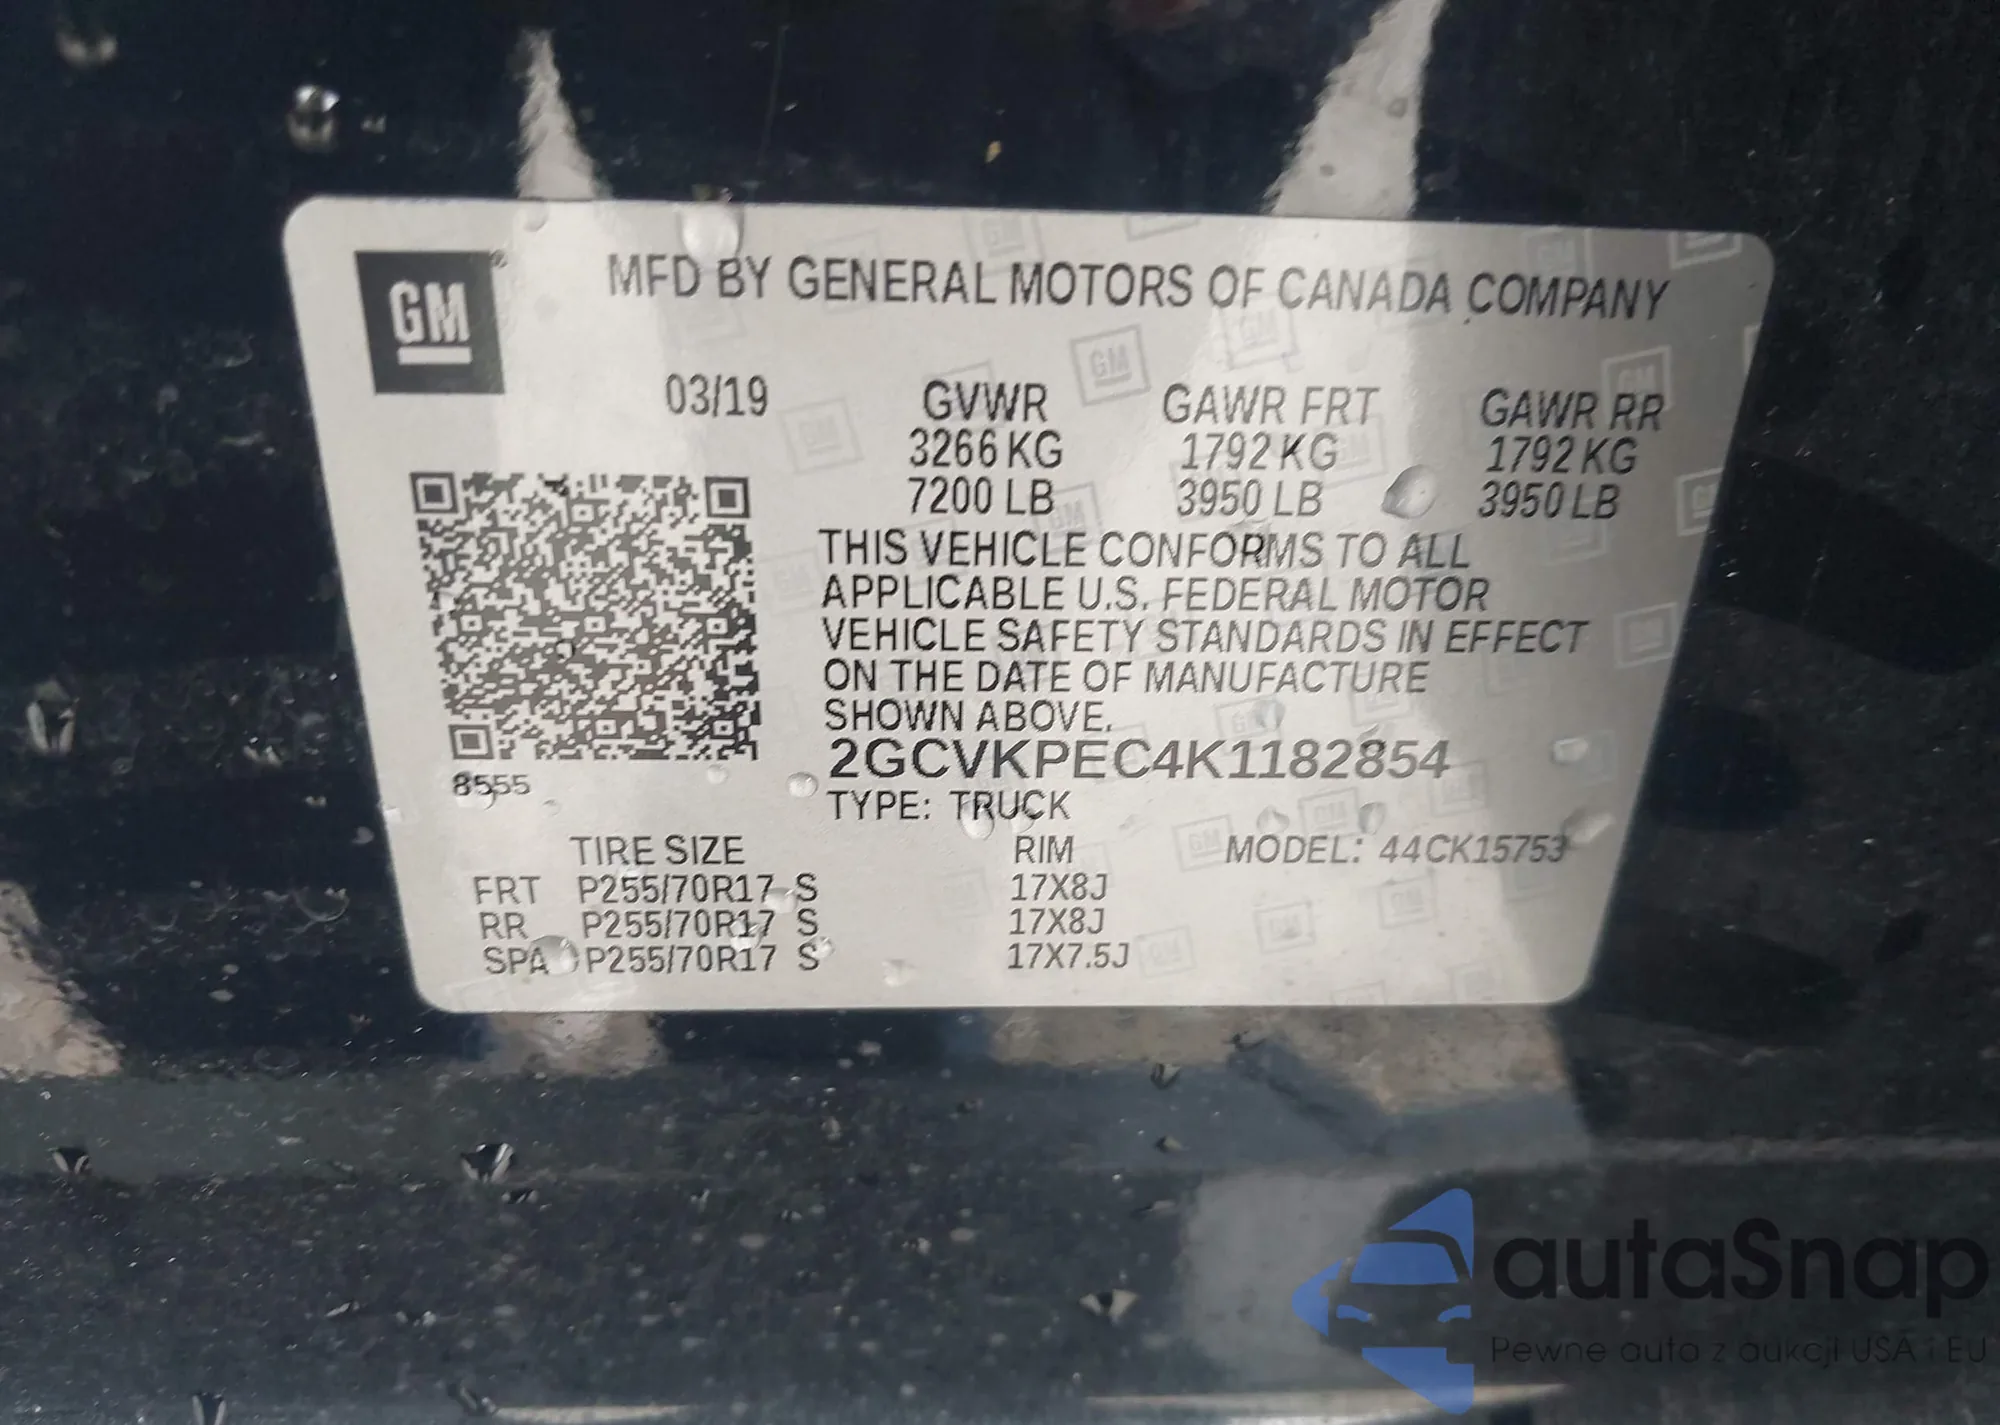 GM
MFD BY GENERAL MOTORS OF CANADA COMPANY
03/19 GVWR GAWR FRT GAWR RR
3266 KG 1792 KG 1792 KG
7200 LB 3950 LB 3950 LB
THIS VEHICLE CONFORMS TO ALL
APPLICABLE U.S. FEDERAL MOTOR
VEHICLE SAFETY STANDARDS IN EFFECT
ON THE DATE OF MANUFACTURE
SHOWN ABOVE.
2GCVKPEC4K1182854
8555
TYPE: TRUCK
TIRE SIZE RIM MODEL: 44CK15753
FRT P255/70R17 S 17X8J
RR P255/70R17 S 17X8J
SPA P255/70R17 S 17X7.5J
autaSnap
Pewne auta z aukcji USA i EU